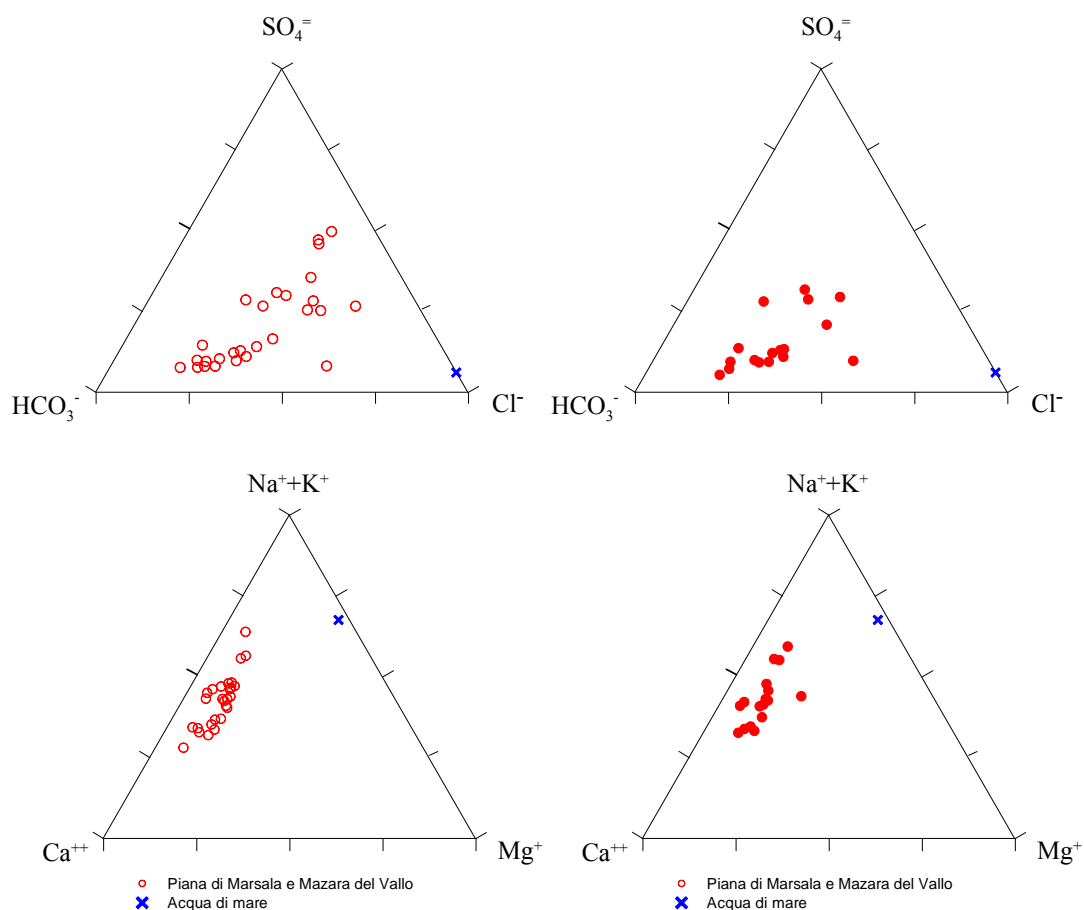 SO₄⁼ SO₄⁼
HCO₃⁻ Cl⁻ HCO₃⁻ Cl⁻
Na⁺+K⁺ Na⁺+K⁺
Ca⁺⁺ Mg⁺ Ca⁺⁺ Mg⁺
Piana di Marsala e Mazara del Vallo Piana di Marsala e Mazara del Vallo
Acqua di mare Acqua di mare